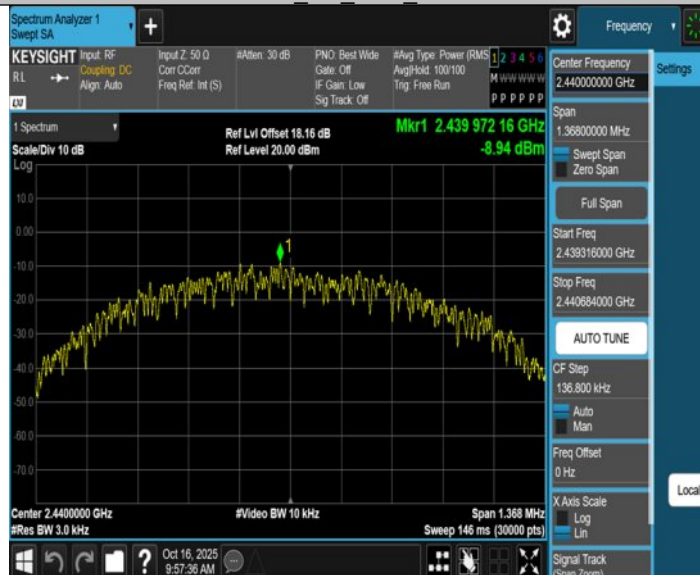 Spectrum Analyzer 1
Swept SA
Frequency
KEYSIGHT
RL
LXI
Input: RF
Coupling: DC
Align: Auto
Input Z: 50 Ω
Corr CCorr
Freq Ref: Int (S)
#Atten: 30 dB
PNO: Best Wide
Gate: Off
IF Gain: Low
Sig Track: Off
#Avg Type: Power (RMS
Avg|Hold: 100/100
Trig: Free Run
1 2 3 4 5 6
M W W W W W
P P P P P P
1 Spectrum
Scale/Div 10 dB
Log
Ref Lvl Offset 18.16 dB
Ref Level 20.00 dBm
Mkr1 2.439 972 16 GHz
-8.94 dBm
1
10.0
0.00
-10.0
-20.0
-30.0
-40.0
-50.0
-60.0
-70.0
Center 2.4400000 GHz
#Res BW 3.0 kHz
#Video BW 10 kHz
Span 1.368 MHz
Sweep 146 ms (30000 pts)
Oct 16, 2025
9:57:36 AM
Center Frequency
2.440000000 GHz
Span
1.36800000 MHz
Swept Span
Zero Span
Full Span
Start Freq
2.439316000 GHz
Stop Freq
2.440684000 GHz
AUTO TUNE
CF Step
136.800 kHz
Auto
Man
Freq Offset
0 Hz
X Axis Scale
Log
Lin
Signal Track
(Span Zoom)
Settings
Local